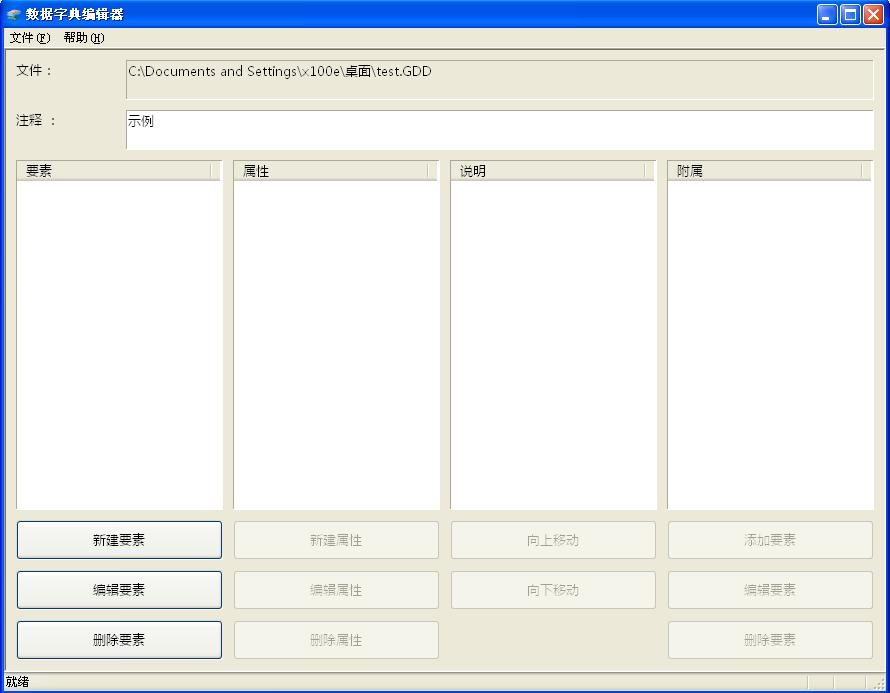 数据字典编辑器
文件(F) 帮助(H)
文件： C:\Documents and Settings\x100e\桌面\test.GDD
注释 ： 示例
要素 属性 说明 附属
新建要素 新建属性 向上移动 添加要素
编辑要素 编辑属性 向下移动 编辑要素
删除要素 删除属性 删除要素
就绪